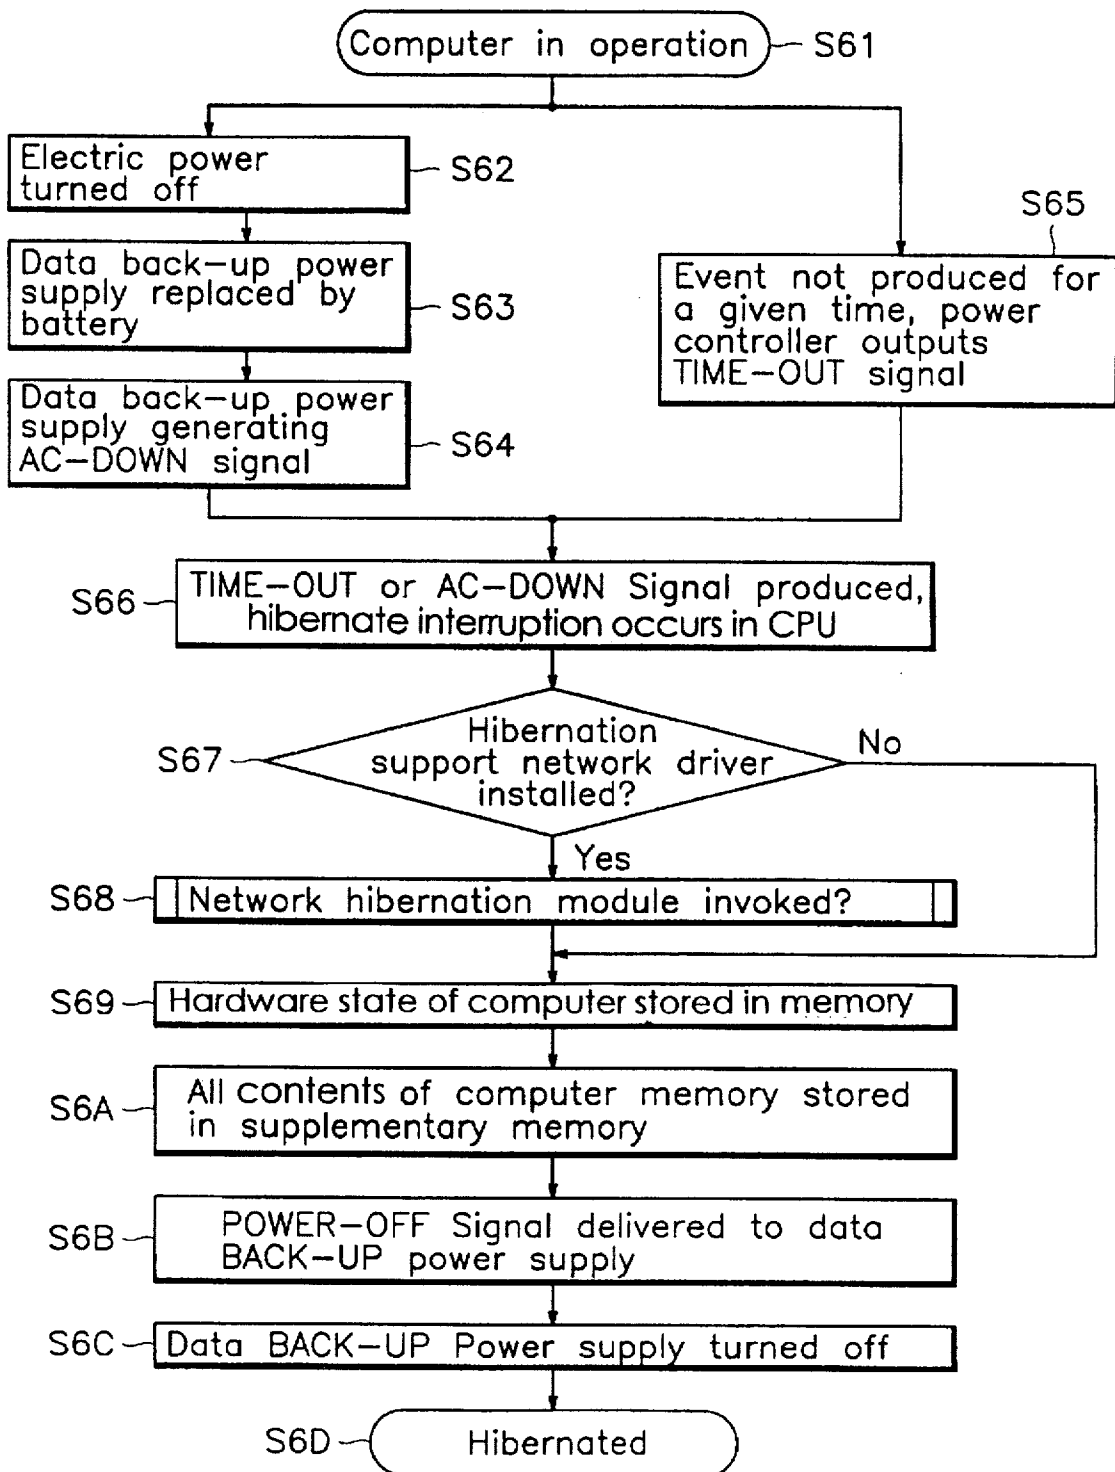 Computer in operation
S61
Electric power
turned off
S62
Data back-up power
supply replaced by
battery
S63
Data back-up power
supply generating
AC-DOWN signal
S64
S65
Event not produced for
a given time, power
controller outputs
TIME-OUT signal
S66
TIME-OUT or AC-DOWN Signal produced,
hibernate interruption occurs in CPU
S67
Hibernation
support network driver
installed?
No
Yes
S68
Network hibernation module invoked?
S69
Hardware state of computer stored in memory
S6A
All contents of computer memory stored
in supplementary memory
S6B
POWER-OFF Signal delivered to data
BACK-UP power supply
S6C
Data BACK-UP Power supply turned off
S6D
Hibernated